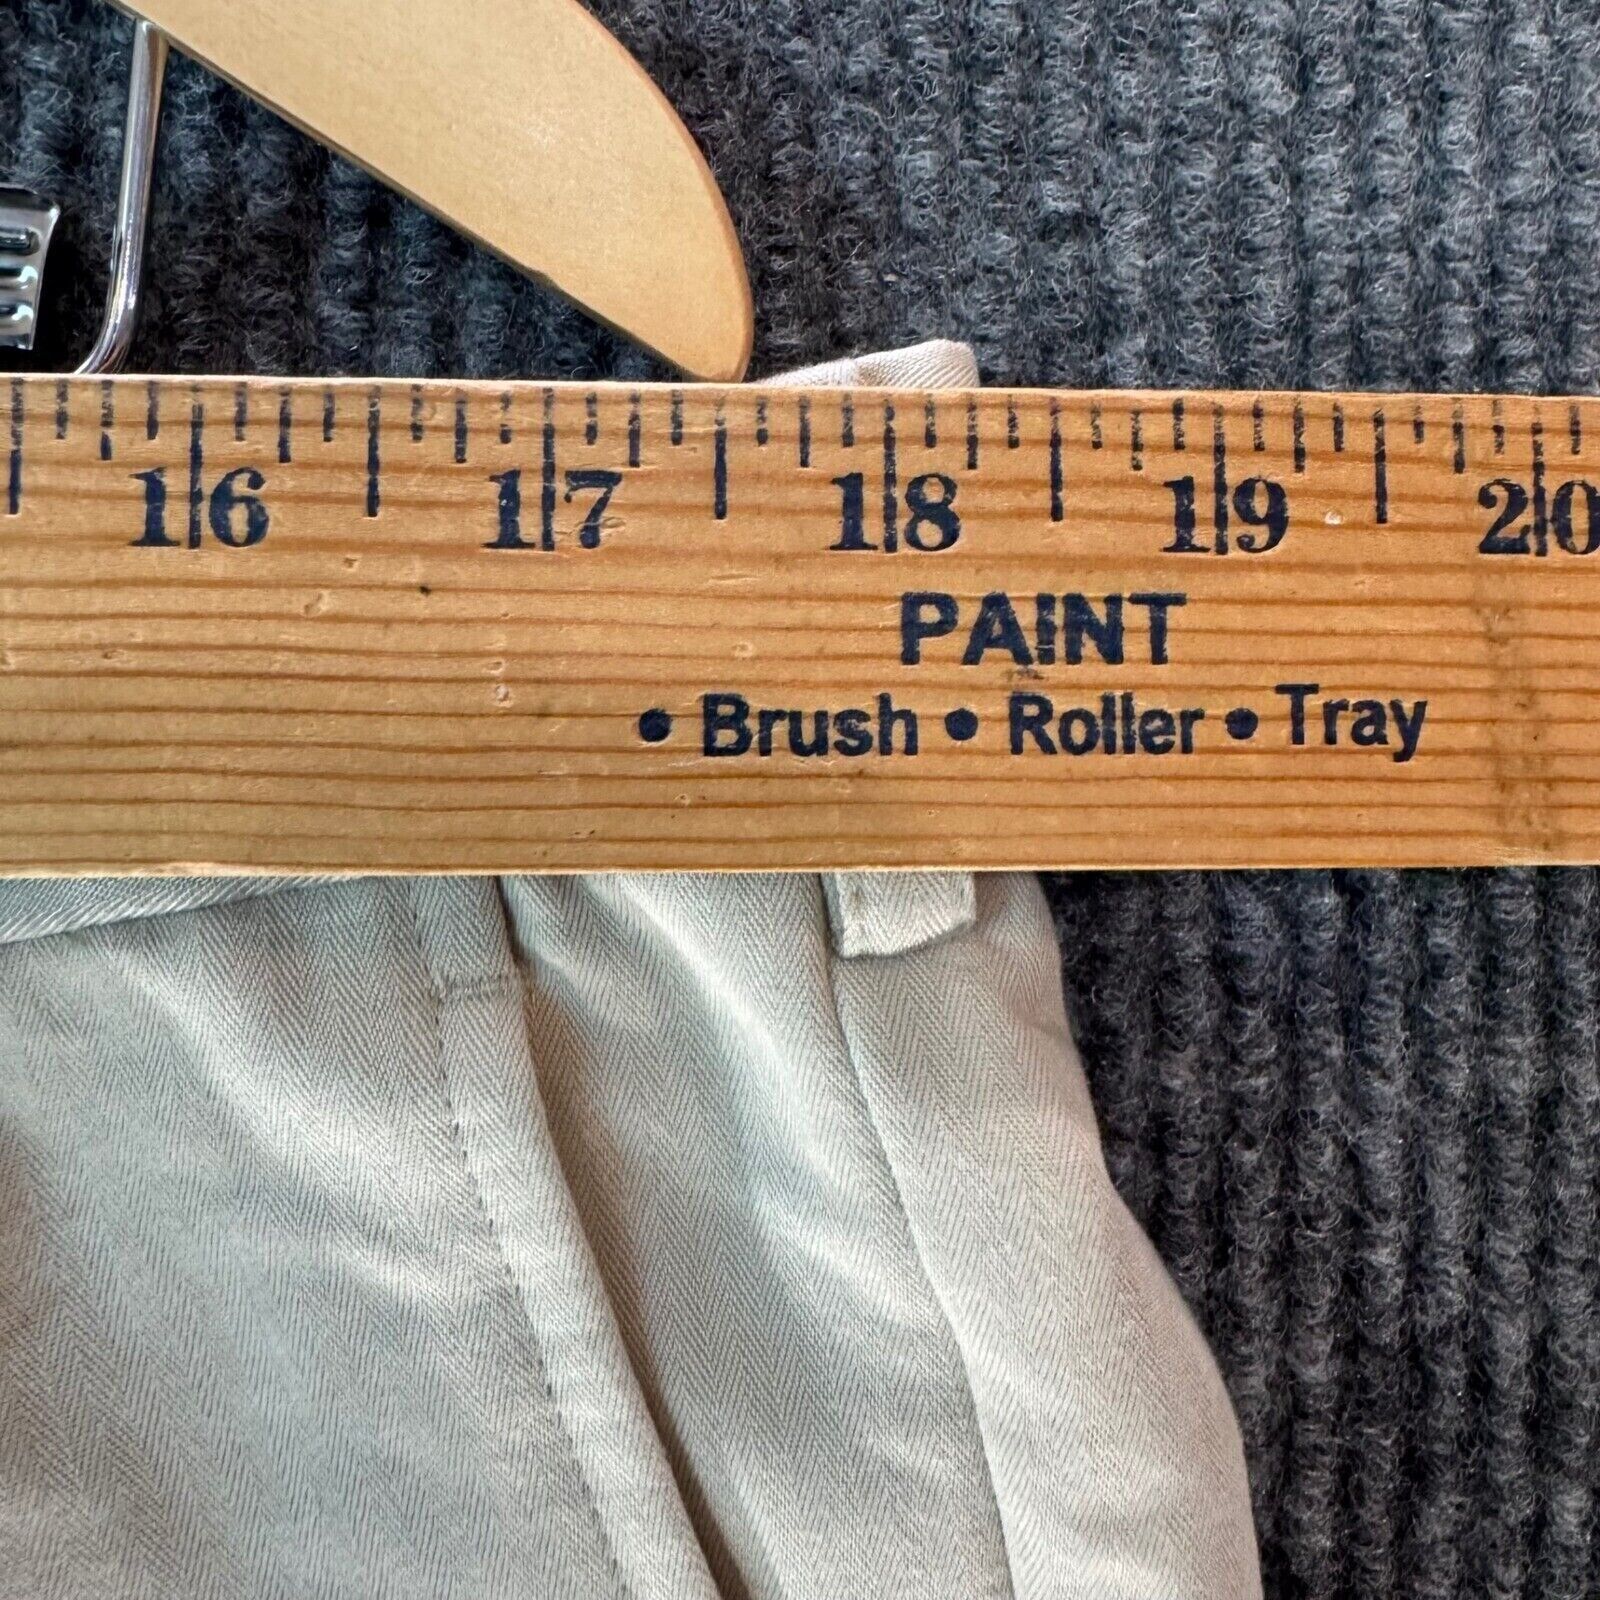 16 17 18 19 20
PAINT
• Brush • Roller • Tray